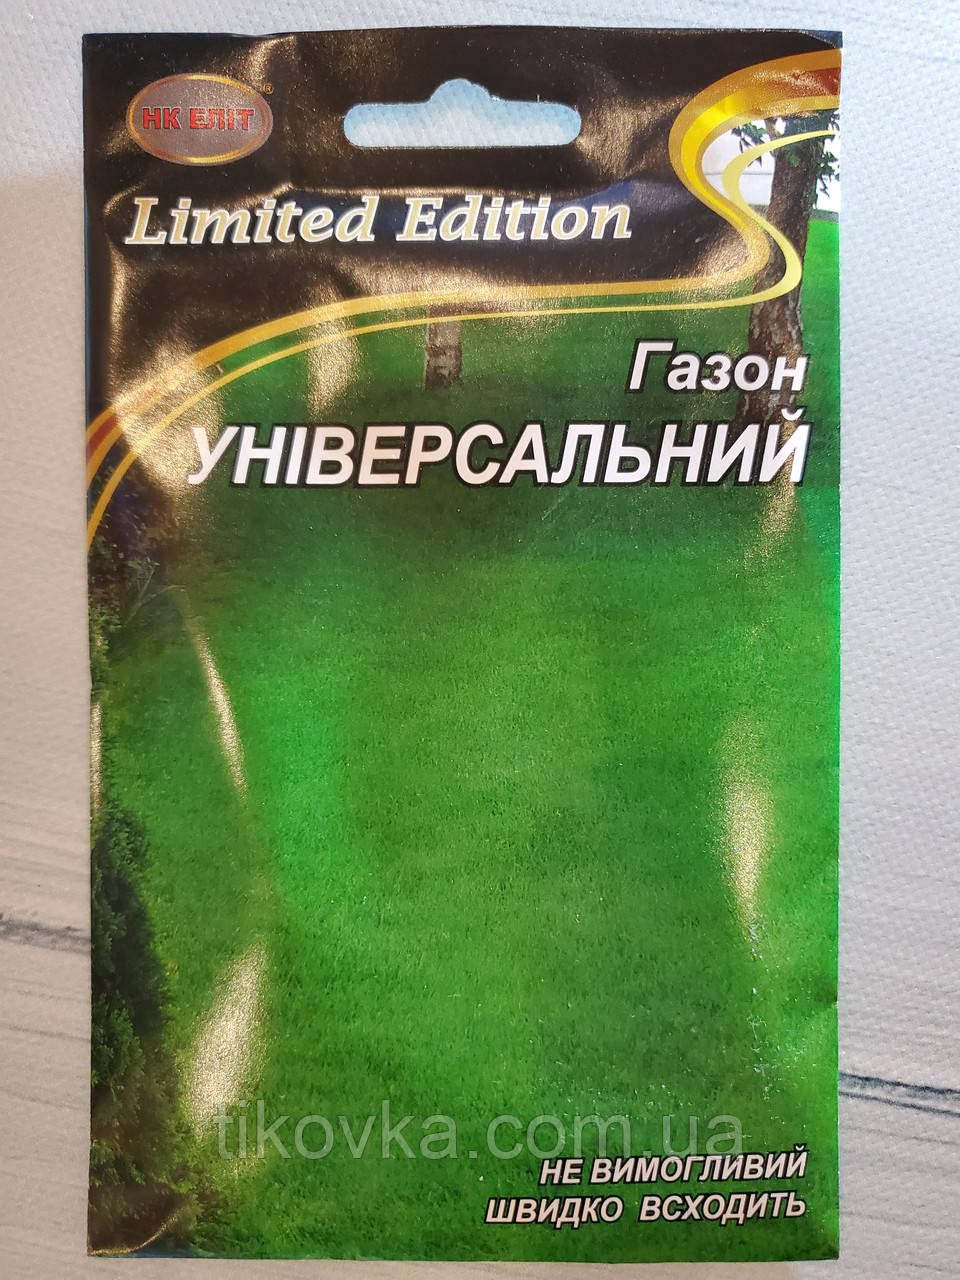 НК ЕЛІТ®
Limited Edition
Газон
УНІВЕРСАЛЬНИЙ
tikovka.com.ua
НЕ ВИМОГЛИВИЙ
ШВИДКО ВСХОДИТЬ